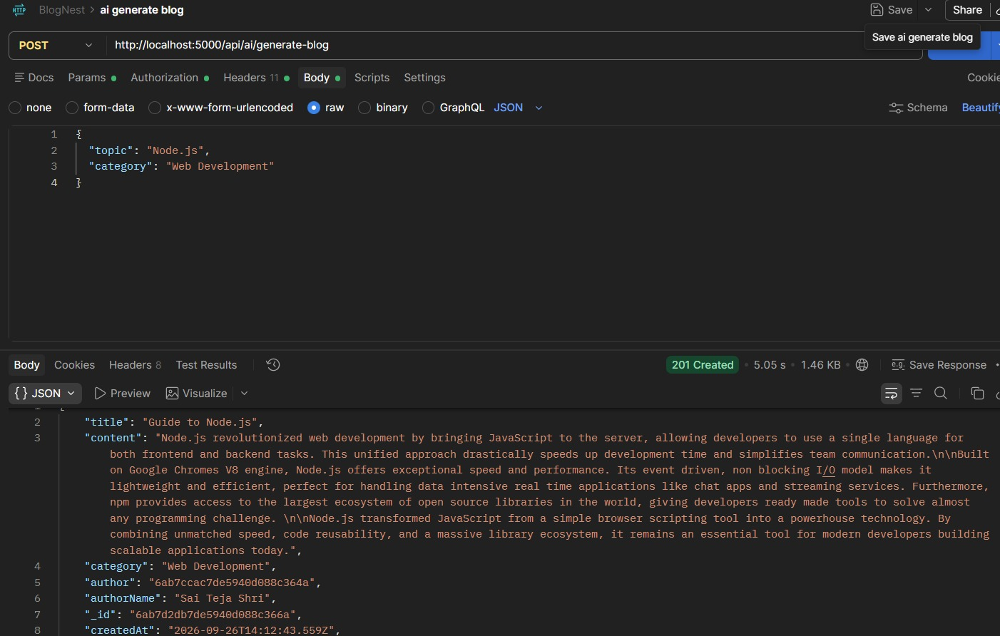 HTTP BlogNest > ai generate blog Save Share
Save ai generate blog
POST http://localhost:5000/api/ai/generate-blog
Docs Params Authorization Headers 11 Body Scripts Settings Cookie
none form-data x-www-form-urlencoded raw binary GraphQL JSON Schema Beautify
1 {
2 "topic": "Node.js",
3 "category": "Web Development"
4 }
Body Cookies Headers 8 Test Results 201 Created • 5.05 s • 1.46 KB • e.g. Save Response
{} JSON Preview Visualize
2 "title": "Guide to Node.js",
3 "content": "Node.js revolutionized web development by bringing JavaScript to the server, allowing developers to use a single language for
both frontend and backend tasks. This unified approach drastically speeds up development time and simplifies team communication.\n\nBuilt
on Google Chromes V8 engine, Node.js offers exceptional speed and performance. Its event driven, non blocking I/O model makes it
lightweight and efficient, perfect for handling data intensive real time applications like chat apps and streaming services. Furthermore,
npm provides access to the largest ecosystem of open source libraries in the world, giving developers ready made tools to solve almost
any programming challenge. \n\nNode.js transformed JavaScript from a simple browser scripting tool into a powerhouse technology. By
combining unmatched speed, code reusability, and a massive library ecosystem, it remains an essential tool for modern developers building
scalable applications today.",
4 "category": "Web Development",
5 "author": "6ab7ccac7de5940d088c364a",
6 "authorName": "Sai Teja Shri",
7 "_id": "6ab7d2db7de5940d088c366a",
8 "createdAt": "2026-09-26T14:12:43.559Z",